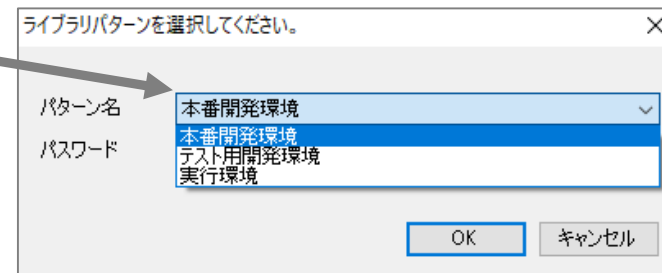 ライブラリパターンを選択してください。
パターン名
本番開発環境
本番開発環境
パスワード
テスト用開発環境
実行環境
OK
キャンセル